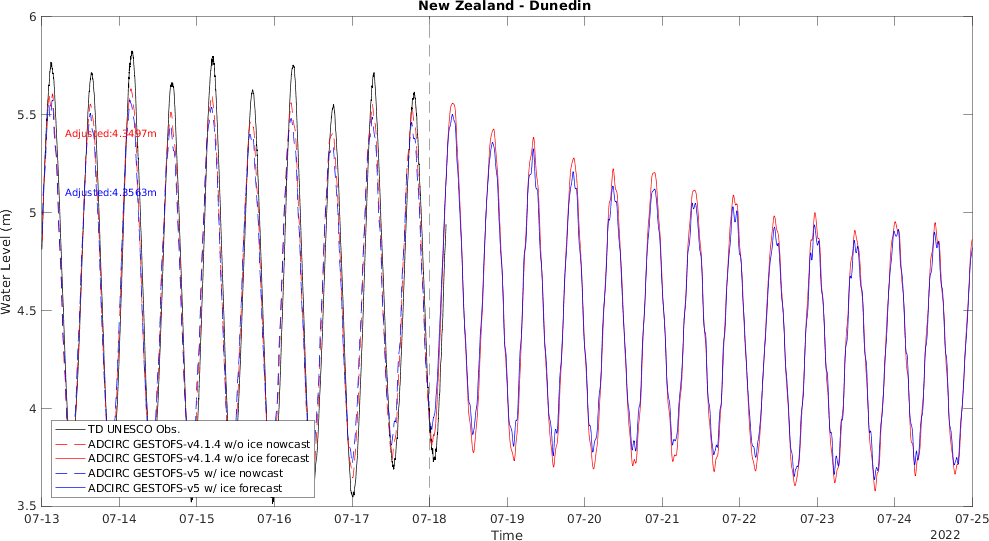 New Zealand - Dunedin
6
5.5
5
4.5
4
3.5
Water Level (m)
Adjusted:4.3497m
Adjusted:4.3563m
TD UNESCO Obs.
ADCIRC GESTOFS-v4.1.4 w/o ice nowcast
ADCIRC GESTOFS-v4.1.4 w/o ice forecast
ADCIRC GESTOFS-v5 w/ ice nowcast
ADCIRC GESTOFS-v5 w/ ice forecast
07-13 07-14 07-15 07-16 07-17 07-18 07-19 07-20 07-21 07-22 07-23 07-24 07-25
Time
2022